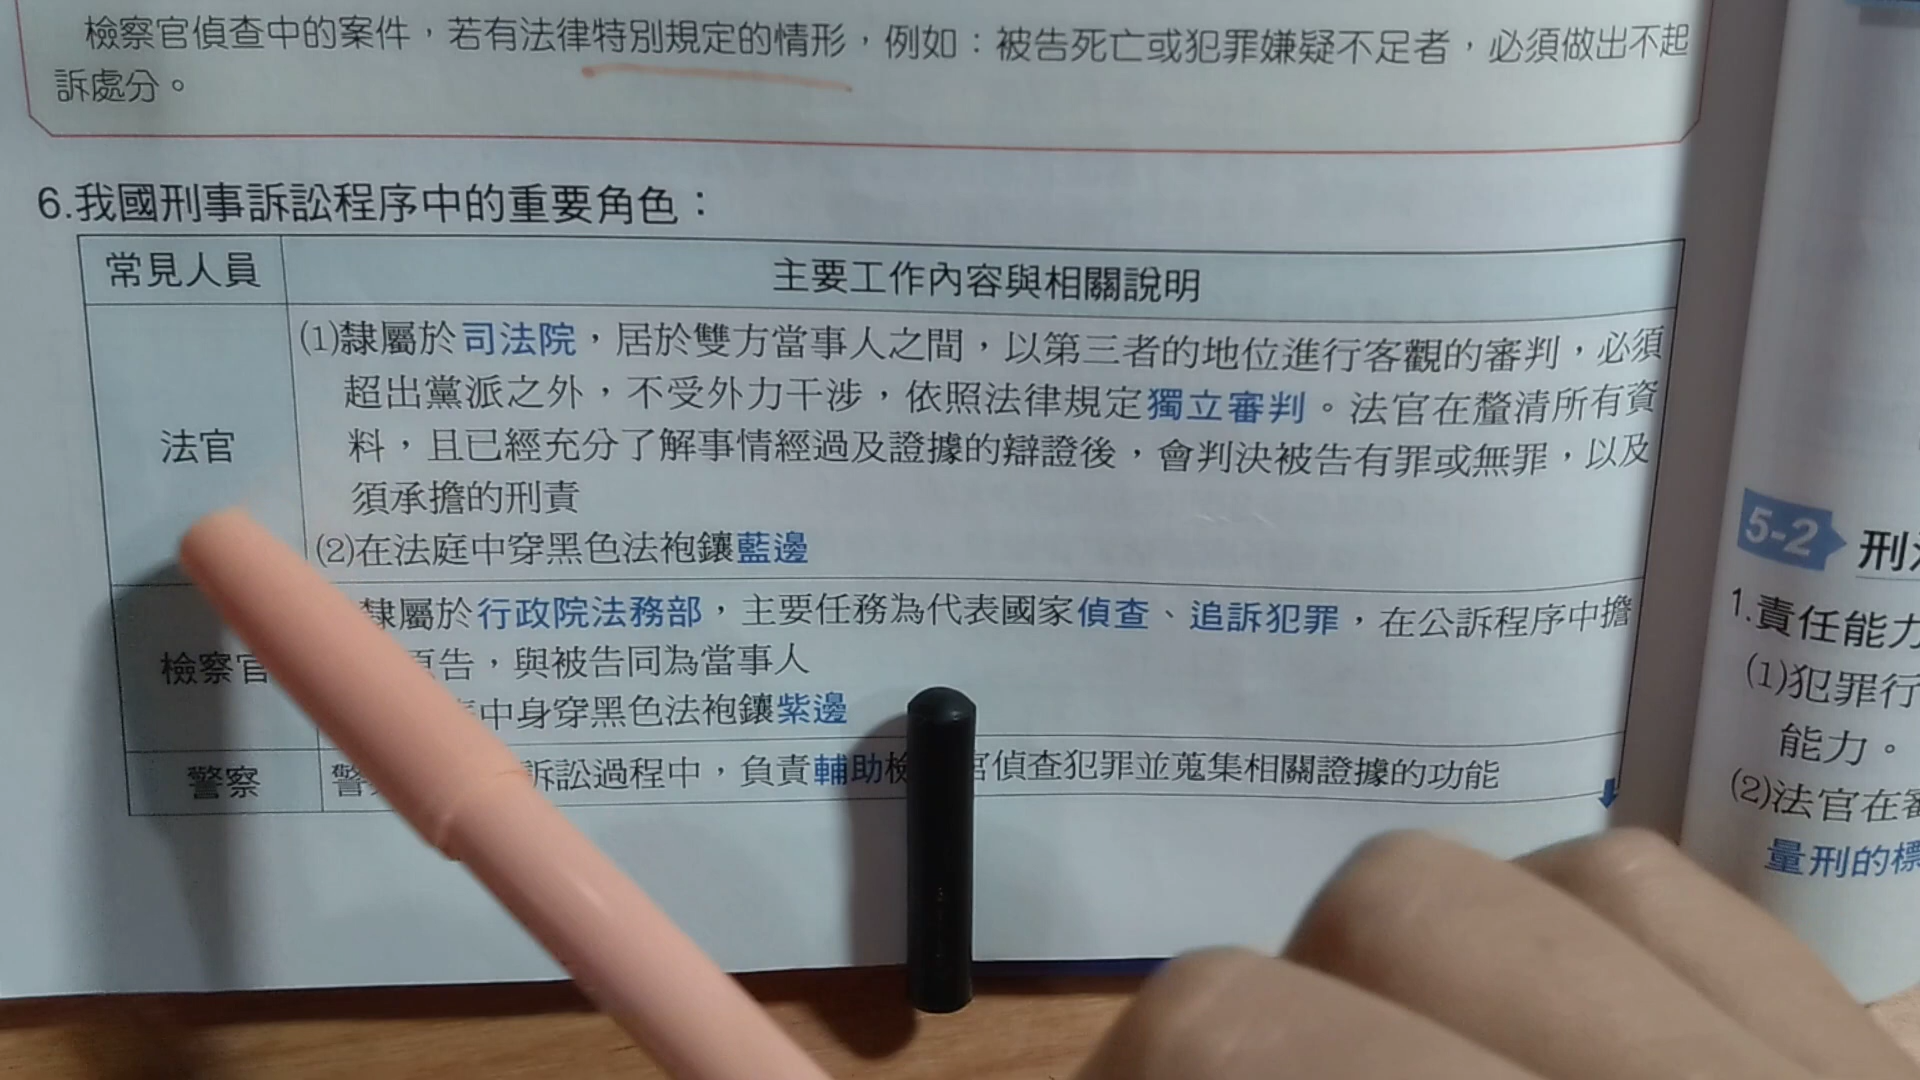 檢察官偵查中的案件，若有法律特別規定的情形，例如：被告死亡或犯罪嫌疑不足者，必須做出不起
訴處分。
6.我國刑事訴訟程序中的重要角色：
常見人員
主要工作內容與相關說明
法官
(1)隸屬於司法院，居於雙方當事人之間，以第三者的地位進行客觀的審判，必須
超出黨派之外，不受外力干涉，依照法律規定獨立審判。法官在釐清所有資
料，且已經充分了解事情經過及證據的辯證後，會判決被告有罪或無罪，以及
須承擔的刑責
(2)在法庭中穿黑色法袍鑲藍邊
檢察官
隸屬於行政院法務部，主要任務為代表國家偵查、追訴犯罪，在公訴程序中擔
原告，與被告同為當事人
中身穿黑色法袍鑲紫邊
警察
警 訴訟過程中，負責輔助檢 官偵查犯罪並蒐集相關證據的功能
5-2 刑法
1.責任能力
(1)犯罪行
能力。
(2)法官在審
量刑的標